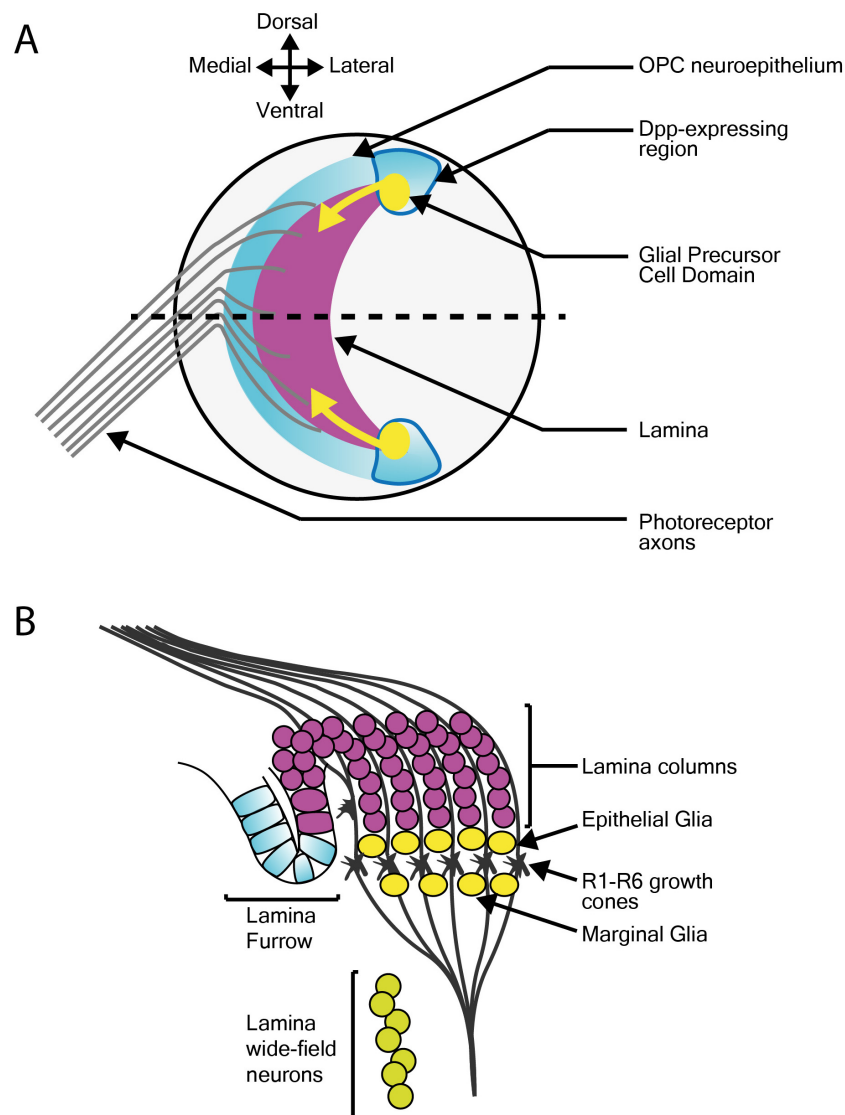 A
Dorsal
Medial
Lateral
Ventral
OPC neuroepithelium
Dpp-expressing
region
Glial Precursor
Cell Domain
Lamina
Photoreceptor
axons
B
Lamina columns
Epithelial Glia
R1-R6 growth
cones
Marginal Glia
Lamina
Furrow
Lamina
wide-field
neurons